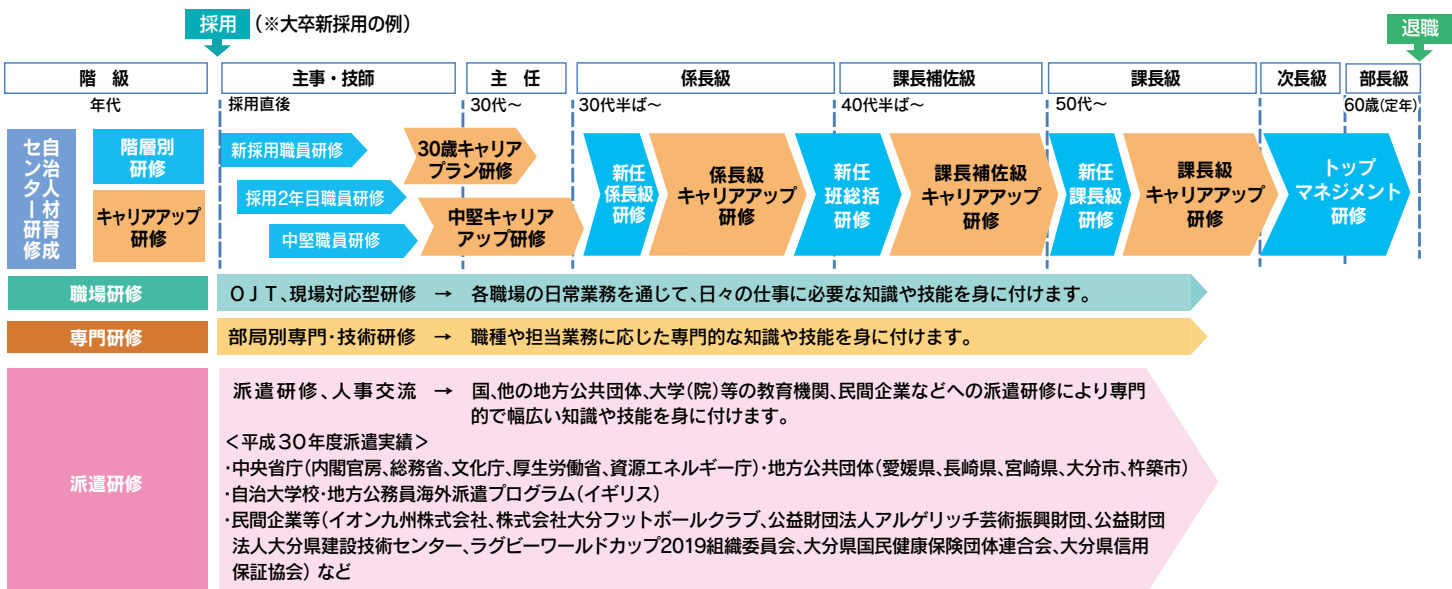 採用
(※大卒新採用の例)
退職
階 級
主事・技師
主 任
係長級
課長補佐級
課長級
次長級
部長級
年代
採用直後
30代～
30代半ば～
40代半ば～
50代～
60歳(定年)
自治人材育成
センター研修
階層別
研修
キャリアアップ
研修
新採用職員研修
採用2年目職員研修
中堅職員研修
30歳キャリア
プラン研修
中堅キャリア
アップ研修
新任
係長級
研修
係長級
キャリアアップ
研修
新任
班総括
研修
課長補佐級
キャリアアップ
研修
新任
課長級
研修
課長級
キャリアアップ
研修
トップ
マネジメント
研修
職場研修
ＯＪＴ、現場対応型研修 → 各職場の日常業務を通じて、日々の仕事に必要な知識や技能を身に付けます。
専門研修
部局別専門・技術研修 → 職種や担当業務に応じた専門的な知識や技能を身に付けます。
派遣研修
派遣研修、人事交流 → 国、他の地方公共団体、大学(院)等の教育機関、民間企業などへの派遣研修により専門
的で幅広い知識や技能を身に付けます。
＜平成３０年度派遣実績＞
・中央省庁(内閣官房、総務省、文化庁、厚生労働省、資源エネルギー庁)・地方公共団体(愛媛県、長崎県、宮崎県、大分市、杵築市)
・自治大学校・地方公務員海外派遣プログラム(イギリス)
・民間企業等(イオン九州株式会社、株式会社大分フットボールクラブ、公益財団法人アルゲリッチ芸術振興財団、公益財団
法人大分県建設技術センター、ラグビーワールドカップ2019組織委員会、大分県国民健康保険団体連合会、大分県信用
保証協会) など